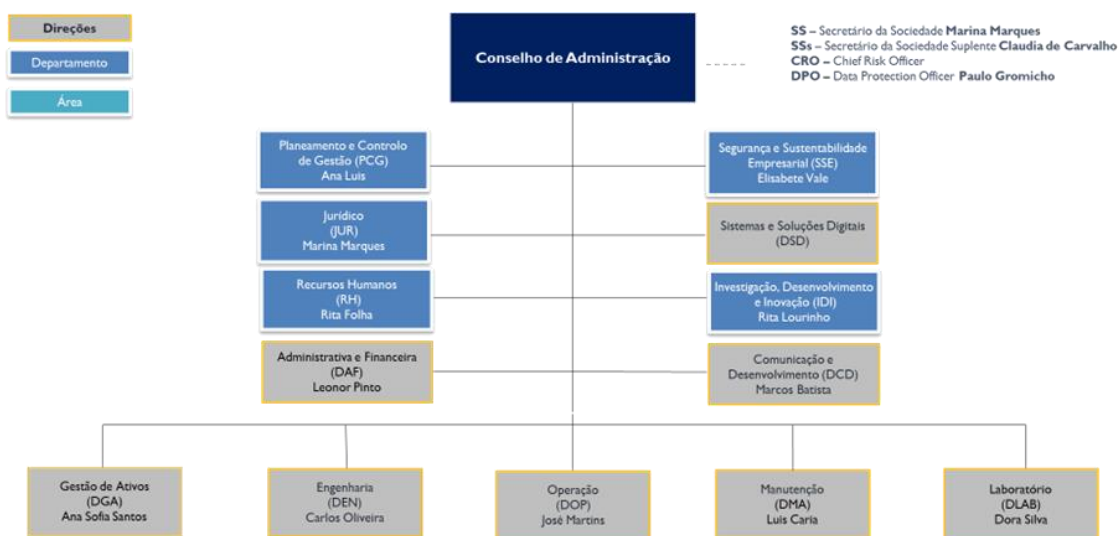 Direções
Departamento
Área
Conselho de Administração
SS – Secretário da Sociedade Marina Marques
SSs – Secretário da Sociedade Suplente Claudia de Carvalho
CRO – Chief Risk Officer
DPO – Data Protection Officer Paulo Gromicho
Planeamento e Controlo
de Gestão (PCG)
Ana Luis
Segurança e Sustentabilidade
Empresarial (SSE)
Elisabete Vale
Jurídico
(JUR)
Marina Marques
Sistemas e Soluções Digitais
(DSD)
Recursos Humanos
(RH)
Rita Folha
Investigação, Desenvolvimento
e Inovação (IDI)
Rita Lourinho
Administrativa e Financeira
(DAF)
Leonor Pinto
Comunicação e
Desenvolvimento (DCD)
Marcos Batista
Gestão de Ativos
(DGA)
Ana Sofia Santos
Engenharia
(DEN)
Carlos Oliveira
Operação
(DOP)
José Martins
Manutenção
(DMA)
Luis Caria
Laboratório
(DLAB)
Dora Silva